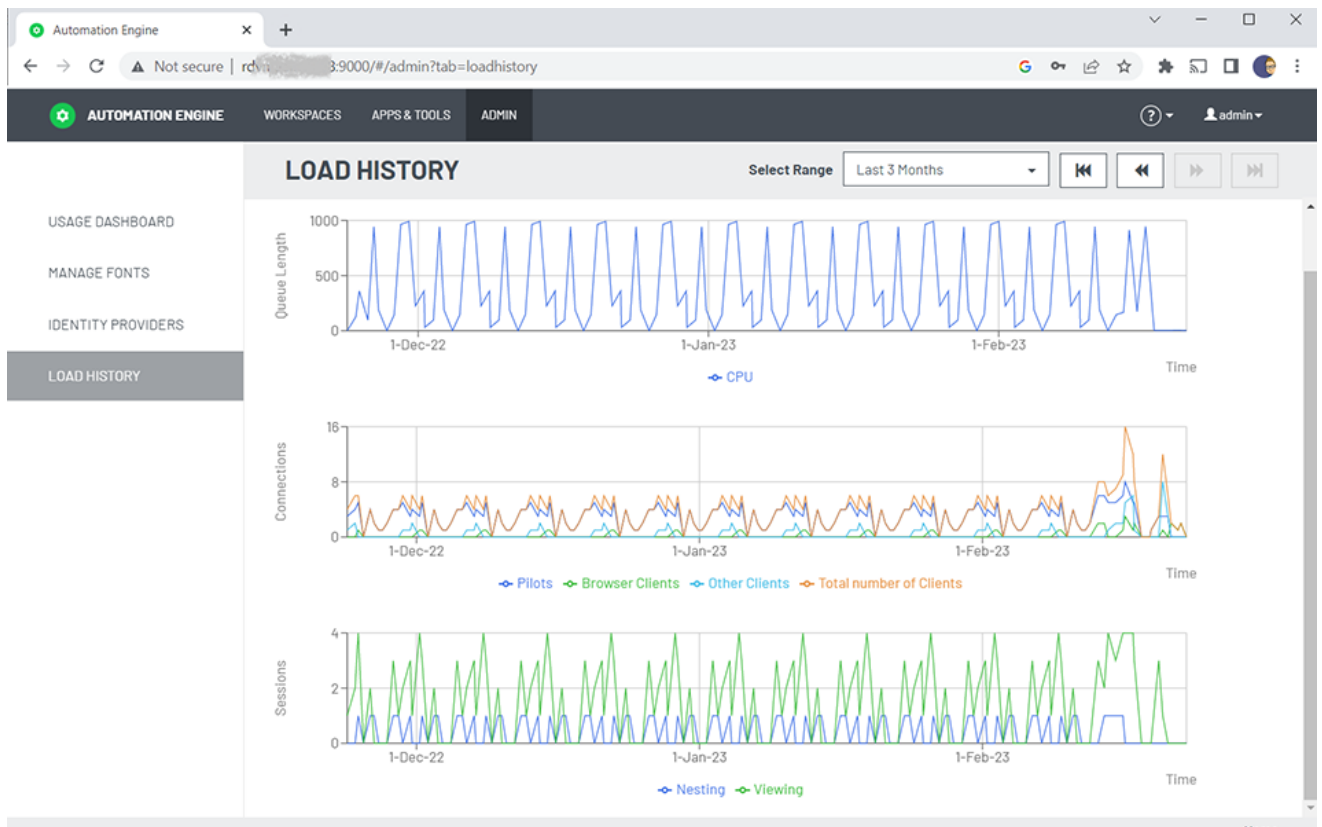 Automation Engine
Not secure
:9000/#/admin?tab=loadhistory
AUTOMATION ENGINE
WORKSPACES
APPS & TOOLS
ADMIN
admin
LOAD HISTORY
Select Range
Last 3 Months
USAGE DASHBOARD
MANAGE FONTS
IDENTITY PROVIDERS
LOAD HISTORY
Queue Length
1000
500
0
1-Dec-22
1-Jan-23
1-Feb-23
Time
CPU
Connections
16
8
0
1-Dec-22
1-Jan-23
1-Feb-23
Time
Pilots
Browser Clients
Other Clients
Total number of Clients
Sessions
4
2
0
1-Dec-22
1-Jan-23
1-Feb-23
Time
Nesting
Viewing